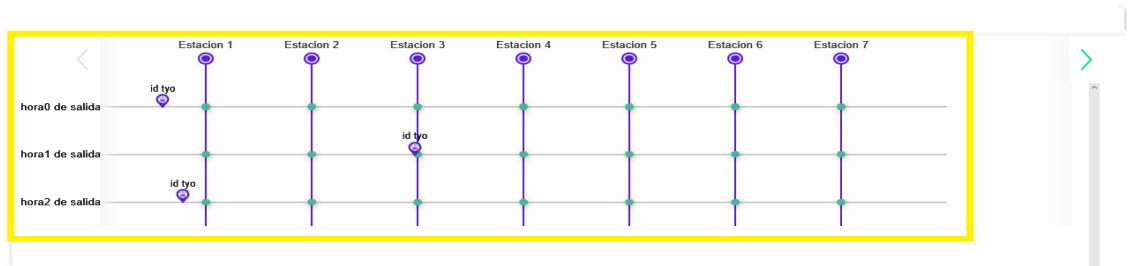 Estacion 1 Estacion 2 Estacion 3 Estacion 4 Estacion 5 Estacion 6 Estacion 7
id tyo
hora0 de salida
id tyo
hora1 de salida
id tyo
hora2 de salida